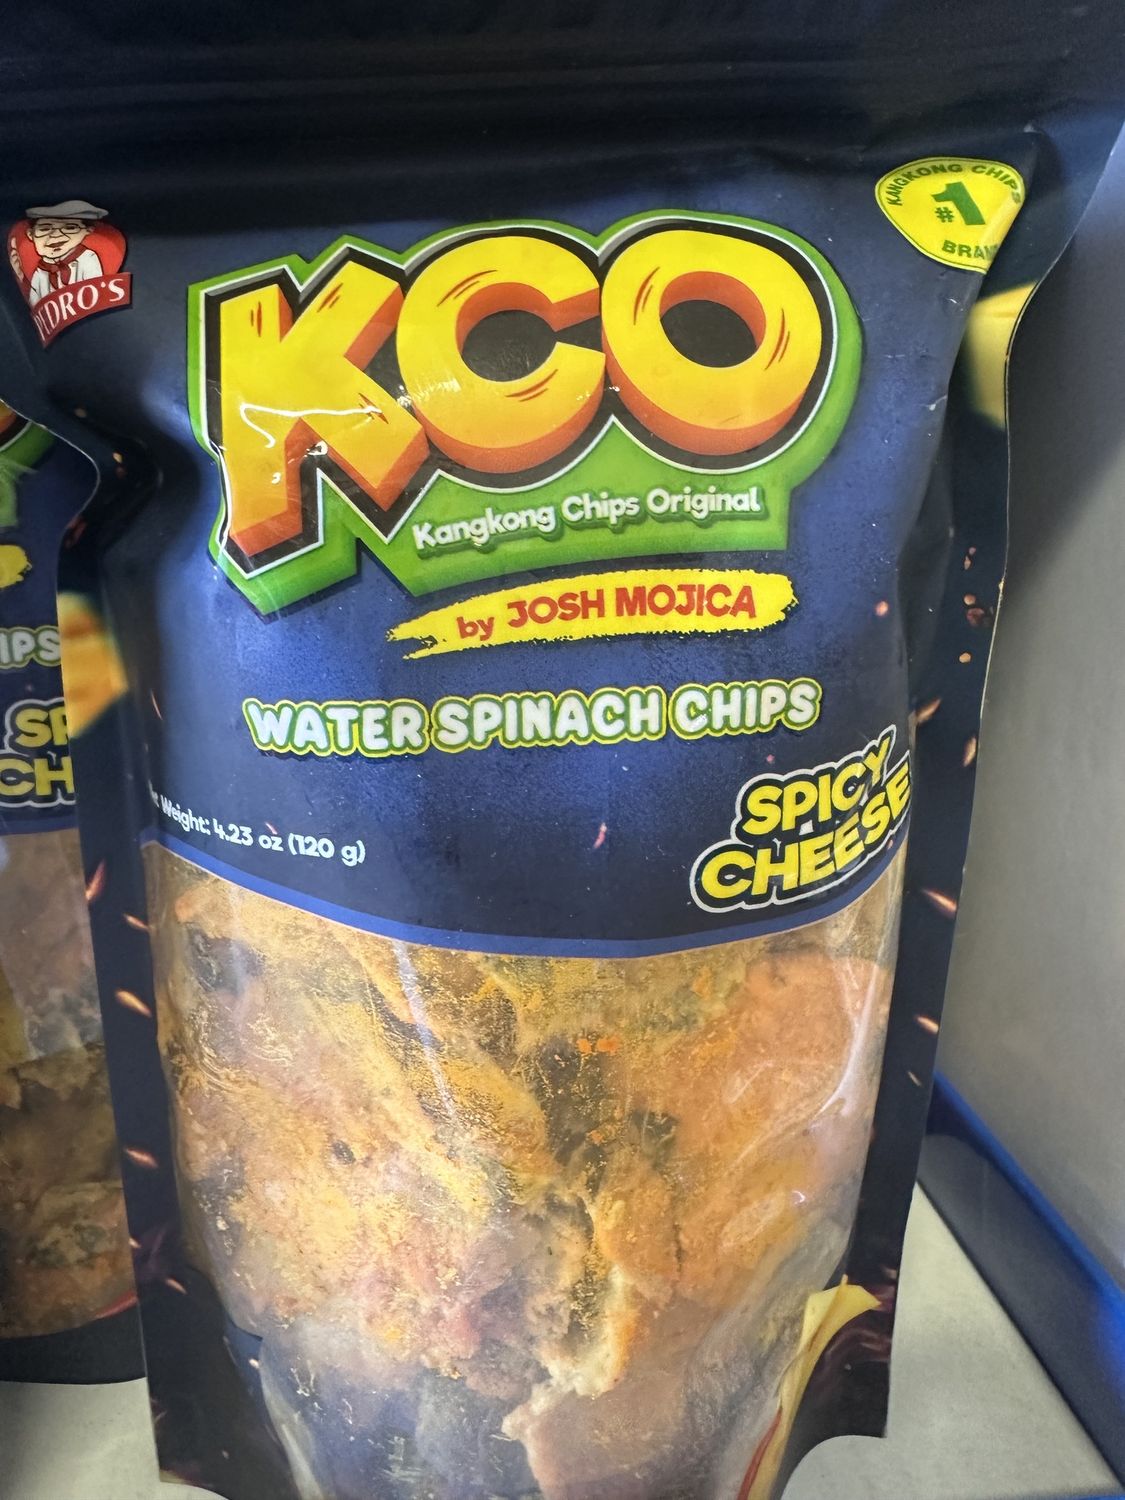 PEDRO'S
KANGKONG CHIPS
#1
KCO
Kangkong Chips Original
by JOSH MOJICA
WATER SPINACH CHIPS
SPICY
CHEESE
Weight: 4.23 oz (120 g)